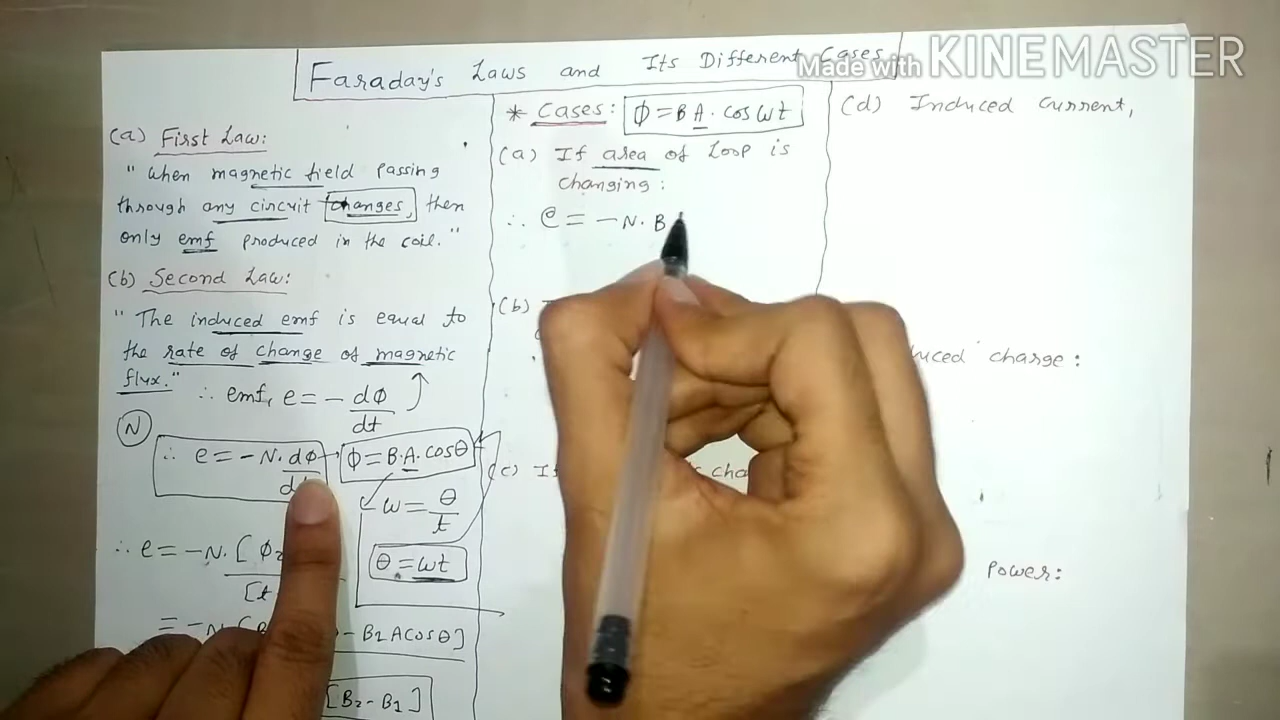 Faraday's Laws and Its Different Cases
Made with KINEMASTER
(a) First Law:
"When magnetic field passing
through any circuit changes, then
only emf produced in the coil."
(b) Second Law:
"The induced emf is equal to
the rate of change of magnetic
flux." ∴ emf, e = - dφ/dt
N
∴ e = -N. dφ/dt → φ = B.A.cosθ
ω = θ/t
θ = ωt
∴ e = -N. [φ₂
[t
= -N [B
- B₂ A cosθ]
[B₂ - B₁]
* Cases: φ = B A. cos ωt
(a) If area of Loop is
changing:
∴ e = -N. B
(b)
(c) If
(d) Induced current,
charge:
Power: